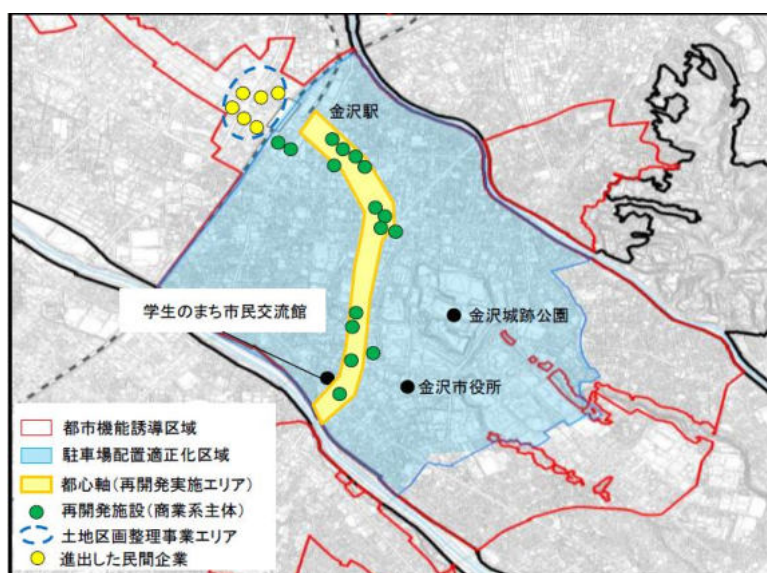 金沢駅
学生のまち市民交流館
金沢城跡公園
金沢市役所
都市機能誘導区域
駐車場配置適正化区域
都心軸(再開発実施エリア)
再開発施設(商業系主体)
土地区画整理事業エリア
進出した民間企業